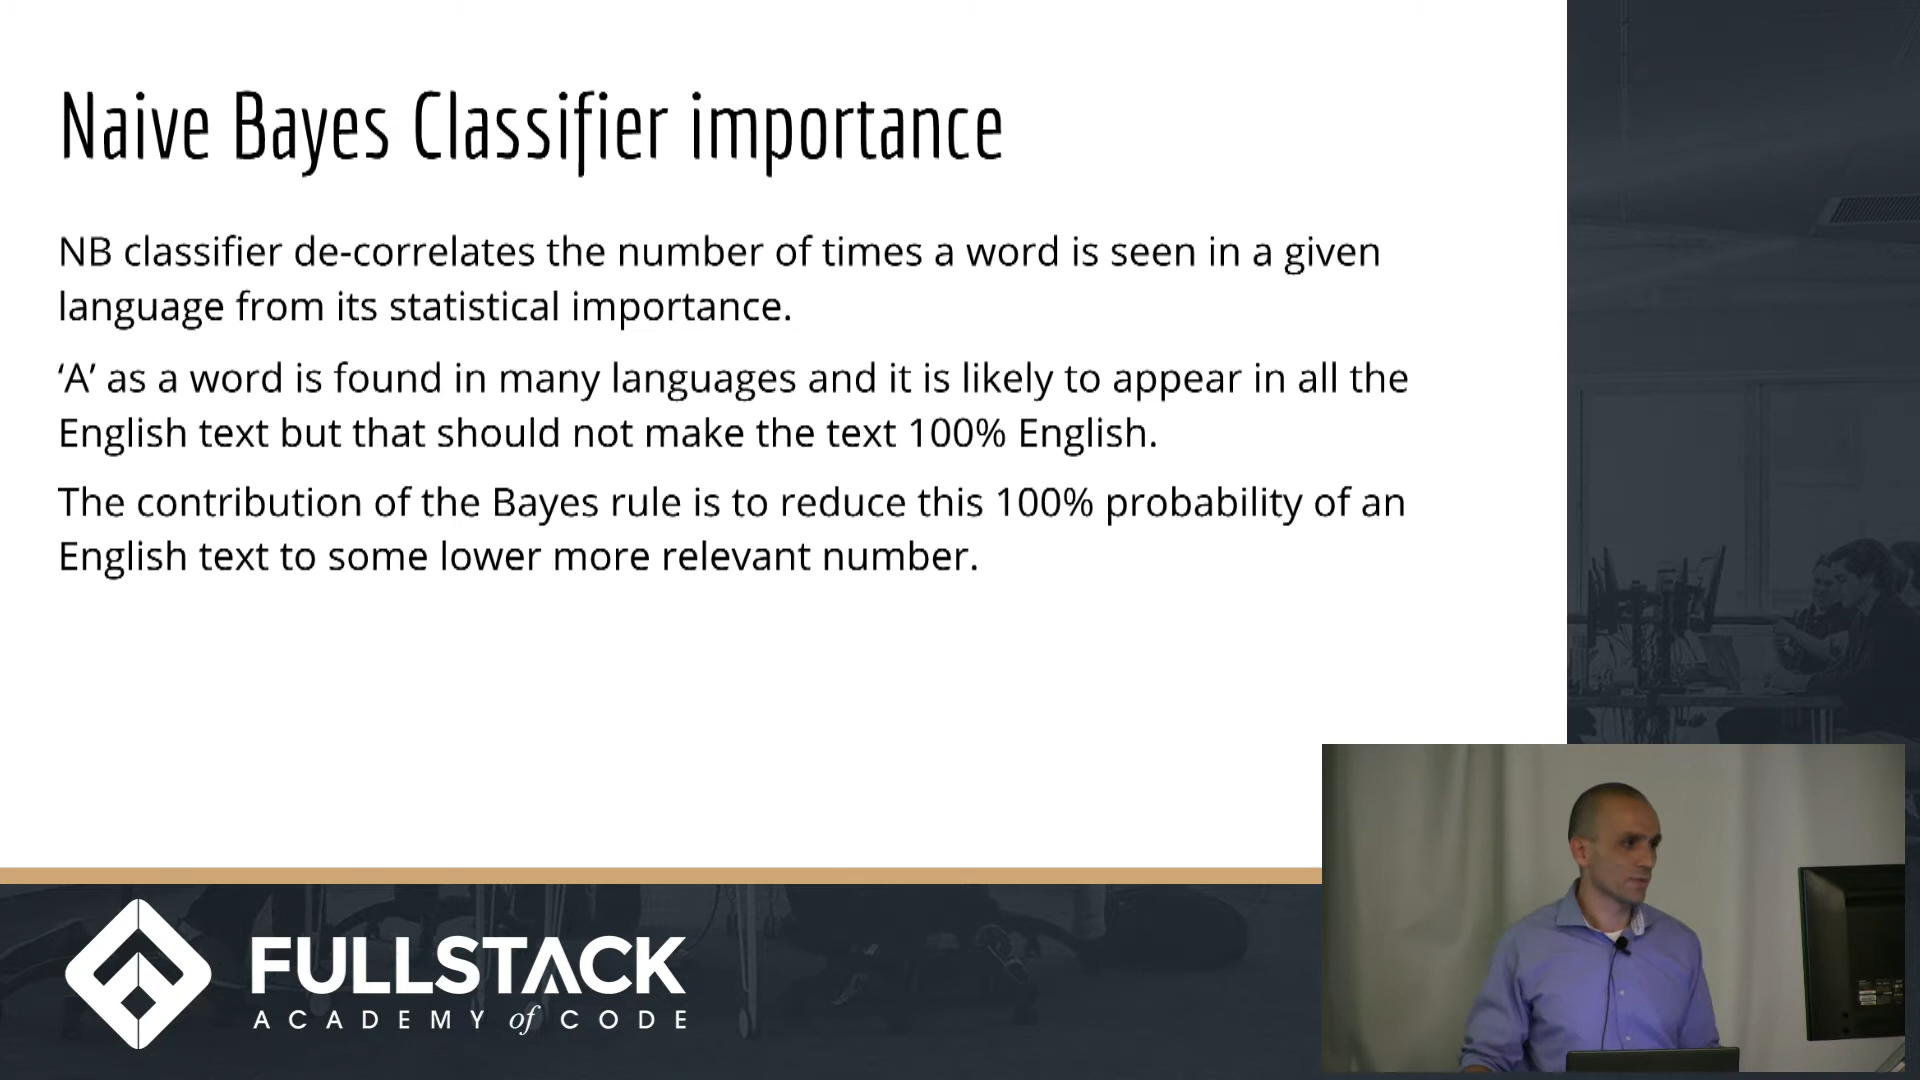 Naive Bayes Classifier importance
NB classifier de-correlates the number of times a word is seen in a given
language from its statistical importance.
‘A’ as a word is found in many languages and it is likely to appear in all the
English text but that should not make the text 100% English.
The contribution of the Bayes rule is to reduce this 100% probability of an
English text to some lower more relevant number.
FULLSTACK
ACADEMY of CODE